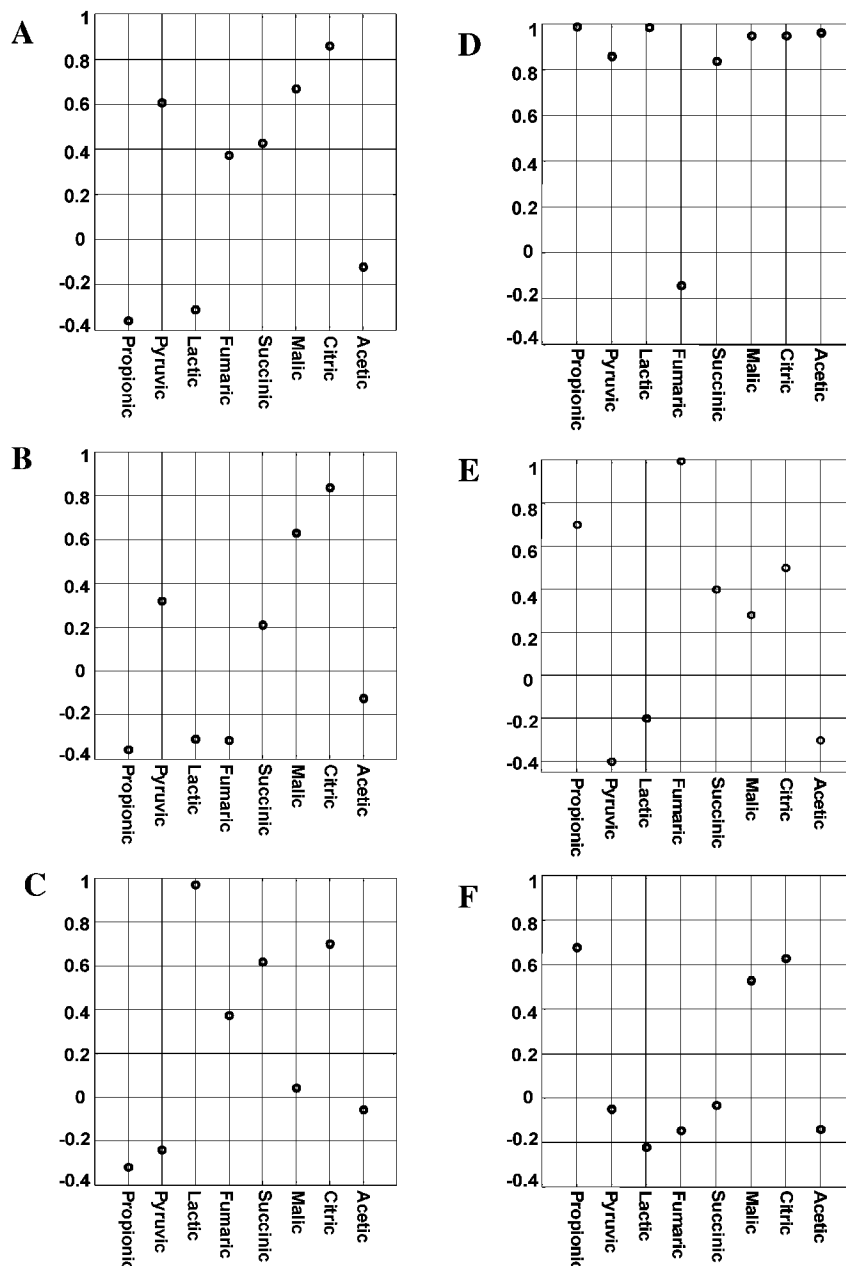 A
1
0.8
0.6
0.4
0.2
0
-0.2
-0.4
Propionic
Pyruvic
Lactic
Fumaric
Succinic
Malic
Citric
Acetic
B
1
0.8
0.6
0.4
0.2
0
-0.2
-0.4
Propionic
Pyruvic
Lactic
Fumaric
Succinic
Malic
Citric
Acetic
C
1
0.8
0.6
0.4
0.2
0
-0.2
-0.4
Propionic
Pyruvic
Lactic
Fumaric
Succinic
Malic
Citric
Acetic
D
1
0.8
0.6
0.4
0.2
0
-0.2
-0.4
Propionic
Pyruvic
Lactic
Fumaric
Succinic
Malic
Citric
Acetic
E
1
0.8
0.6
0.4
0.2
0
-0.2
-0.4
Propionic
Pyruvic
Lactic
Fumaric
Succinic
Malic
Citric
Acetic
F
1
0.8
0.6
0.4
0.2
0
-0.2
-0.4
Propionic
Pyruvic
Lactic
Fumaric
Succinic
Malic
Citric
Acetic